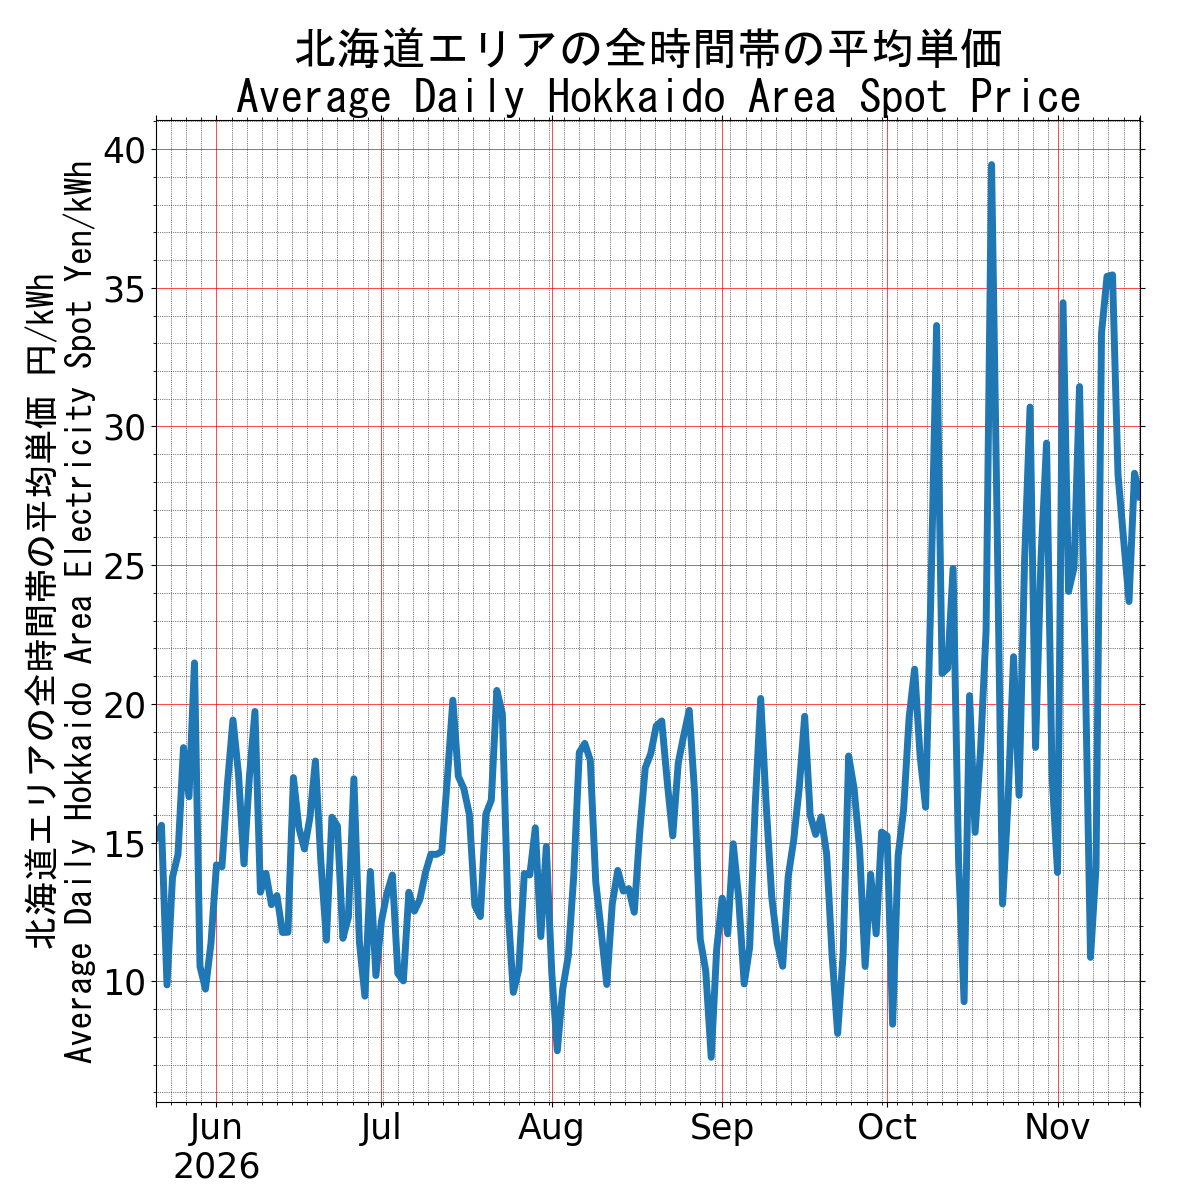 北海道エリアの全時間帯の平均単価
Average Daily Hokkaido Area Spot Price
北海道エリアの全時間帯の平均単価 円/kWh
Average Daily Hokkaido Area Electricity Spot Yen/kWh
40
35
30
25
20
15
10
Jun
Jul
Aug
Sep
Oct
Nov
2026